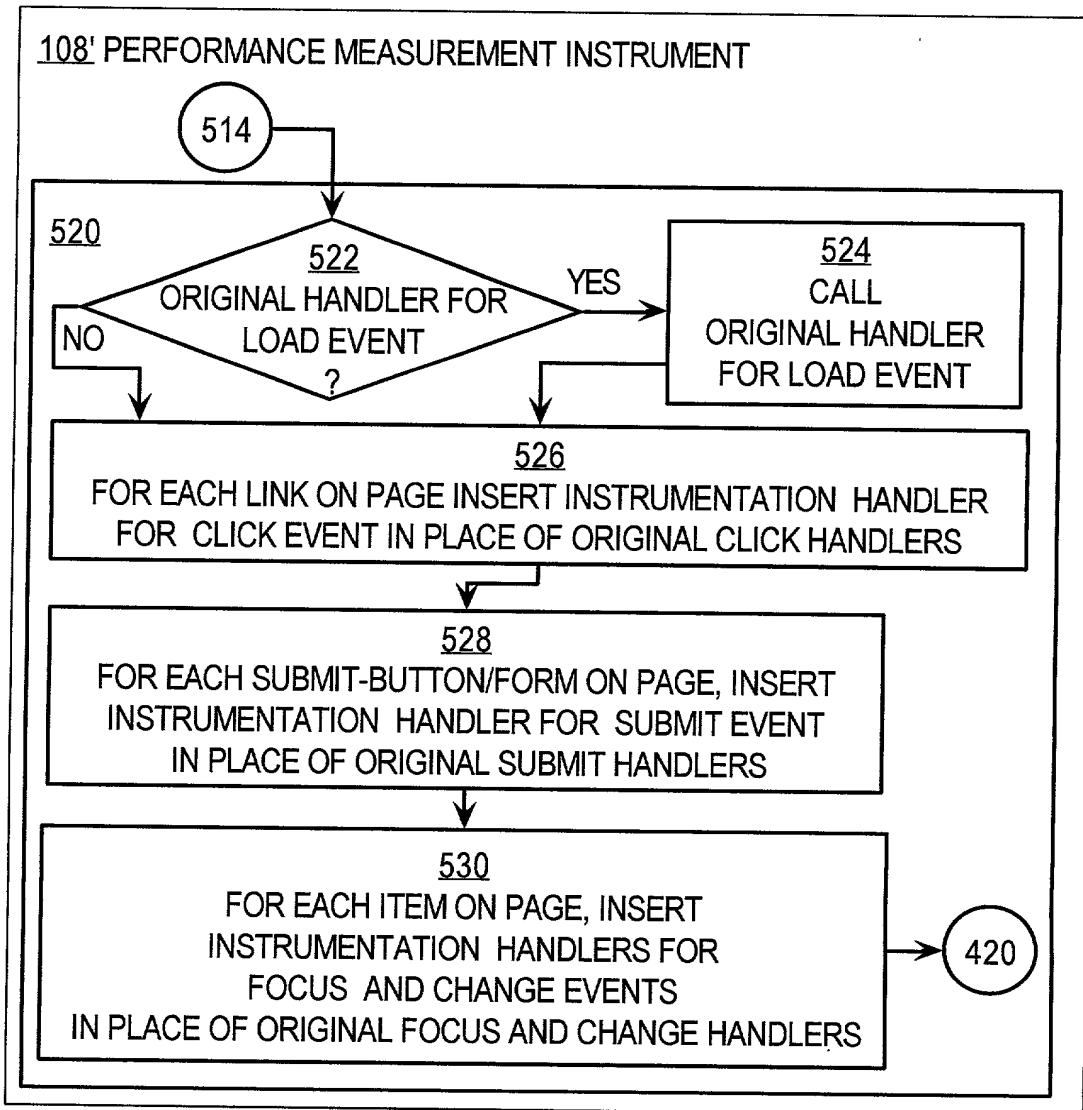 108' PERFORMANCE MEASUREMENT INSTRUMENT
514
520
522
ORIGINAL HANDLER FOR
LOAD EVENT
?
YES
NO
524
CALL
ORIGINAL HANDLER
FOR LOAD EVENT
526
FOR EACH LINK ON PAGE INSERT INSTRUMENTATION HANDLER
FOR CLICK EVENT IN PLACE OF ORIGINAL CLICK HANDLERS
528
FOR EACH SUBMIT-BUTTON/FORM ON PAGE, INSERT
INSTRUMENTATION HANDLER FOR SUBMIT EVENT
IN PLACE OF ORIGINAL SUBMIT HANDLERS
530
FOR EACH ITEM ON PAGE, INSERT
INSTRUMENTATION HANDLERS FOR
FOCUS AND CHANGE EVENTS
IN PLACE OF ORIGINAL FOCUS AND CHANGE HANDLERS
420